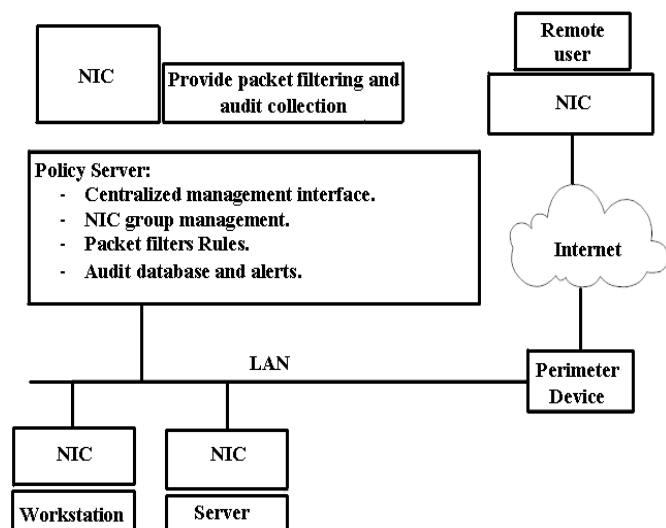 NIC
Provide packet filtering and
audit collection
Remote
user
NIC
Policy Server:
- Centralized management interface.
- NIC group management.
- Packet filters Rules.
- Audit database and alerts.
Internet
LAN
Perimeter
Device
NIC
NIC
Workstation
Server